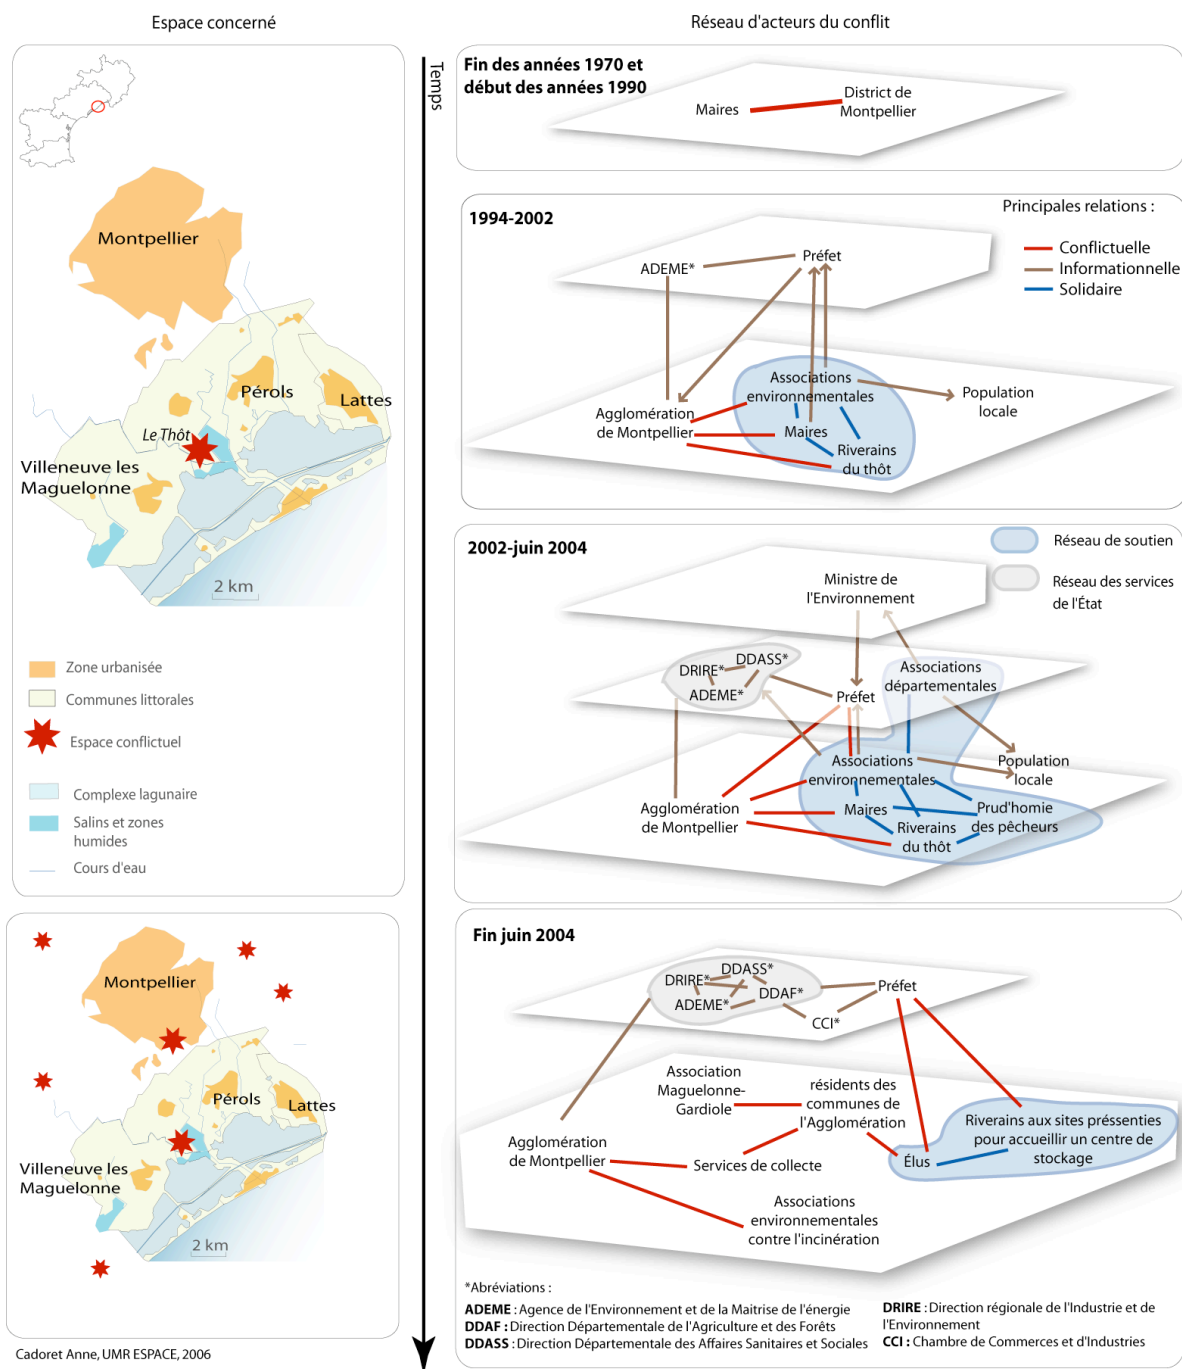 Espace concerné
Réseau d'acteurs du conflit
Temps
Montpellier
Pérols
Lattes
Le Thôt
Villeneuve les
Maguelonne
2 km
Zone urbanisée
Communes littorales
Espace conflictuel
Complexe lagunaire
Salins et zones
humides
Cours d'eau
Montpellier
Pérols
Lattes
Villeneuve les
Maguelonne
2 km
Cadoret Anne, UMR ESPACE, 2006
Fin des années 1970 et
début des années 1990
Maires
District de
Montpellier
1994-2002
Principales relations :
Conflictuelle
Informationnelle
Solidaire
ADEME*
Préfet
Associations
environnementales
Population
locale
Agglomération
de Montpellier
Maires
Riverains
du thôt
2002-juin 2004
Réseau de soutien
Réseau des services
de l'État
Ministre de
l'Environnement
DDASS*
DRIRE*
ADEME*
Préfet
Associations
départementales
Associations
environnementales
Population
locale
Agglomération
de Montpellier
Maires
Riverains
du thôt
Prud'homie
des pêcheurs
Fin juin 2004
DDASS*
DRIRE*
DDAF*
ADEME*
CCI*
Préfet
Association
Maguelonne-
Gardiole
résidents des
communes de
l'Agglomération
Riverains aux sites préssenties
pour accueillir un centre de
stockage
Agglomération
de Montpellier
Services de collecte
Élus
Associations
environnementales
contre l'incinération
*Abréviations :
ADEME : Agence de l'Environnement et de la Maitrise de l'énergie
DDAF : Direction Départementale de l'Agriculture et des Forêts
DDASS : Direction Départementale des Affaires Sanitaires et Sociales
DRIRE : Direction régionale de l'Industrie et de
l'Environnement
CCI : Chambre de Commerces et d'Industries